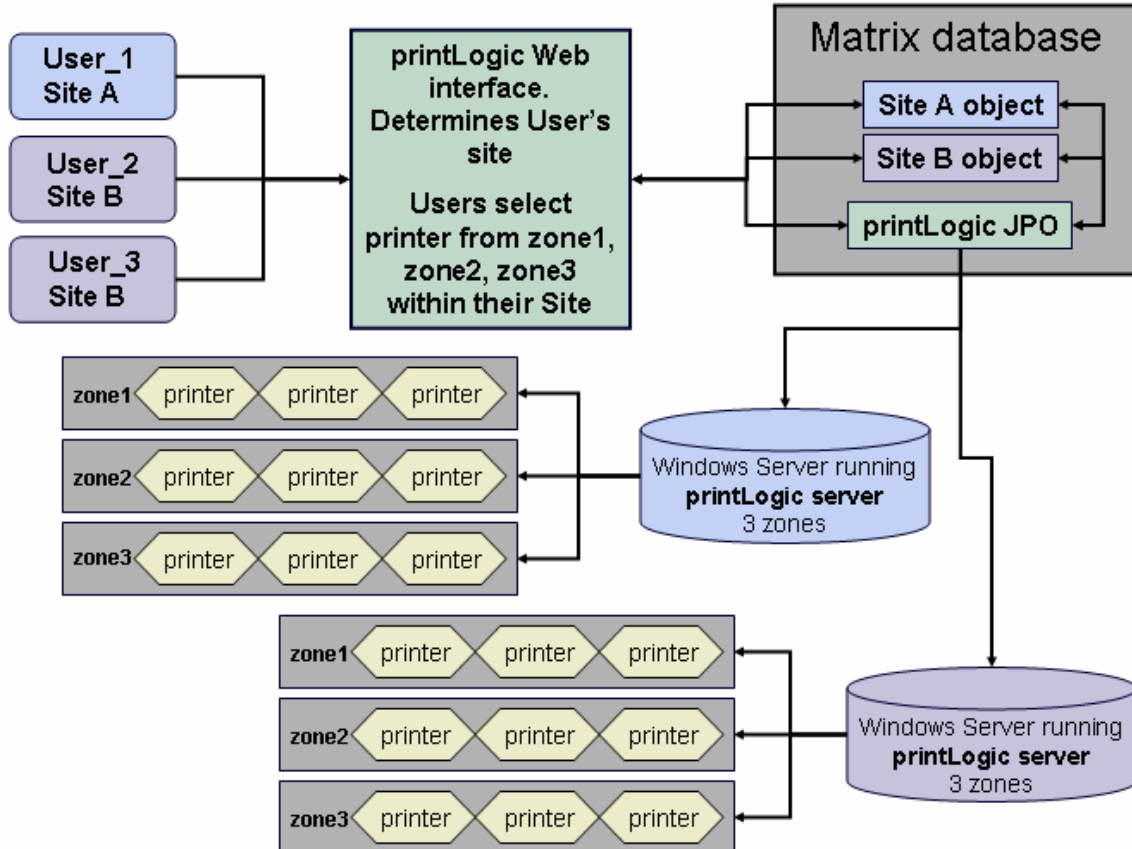 User_1
Site A
User_2
Site B
User_3
Site B
printLogic Web
interface.
Determines User's
site
Users select
printer from zone1,
zone2, zone3
within their Site
Matrix database
Site A object
Site B object
printLogic JPO
zone1 printer printer printer
zone2 printer printer printer
zone3 printer printer printer
Windows Server running
printLogic server
3 zones
zone1 printer printer printer
zone2 printer printer printer
zone3 printer printer printer
Windows Server running
printLogic server
3 zones